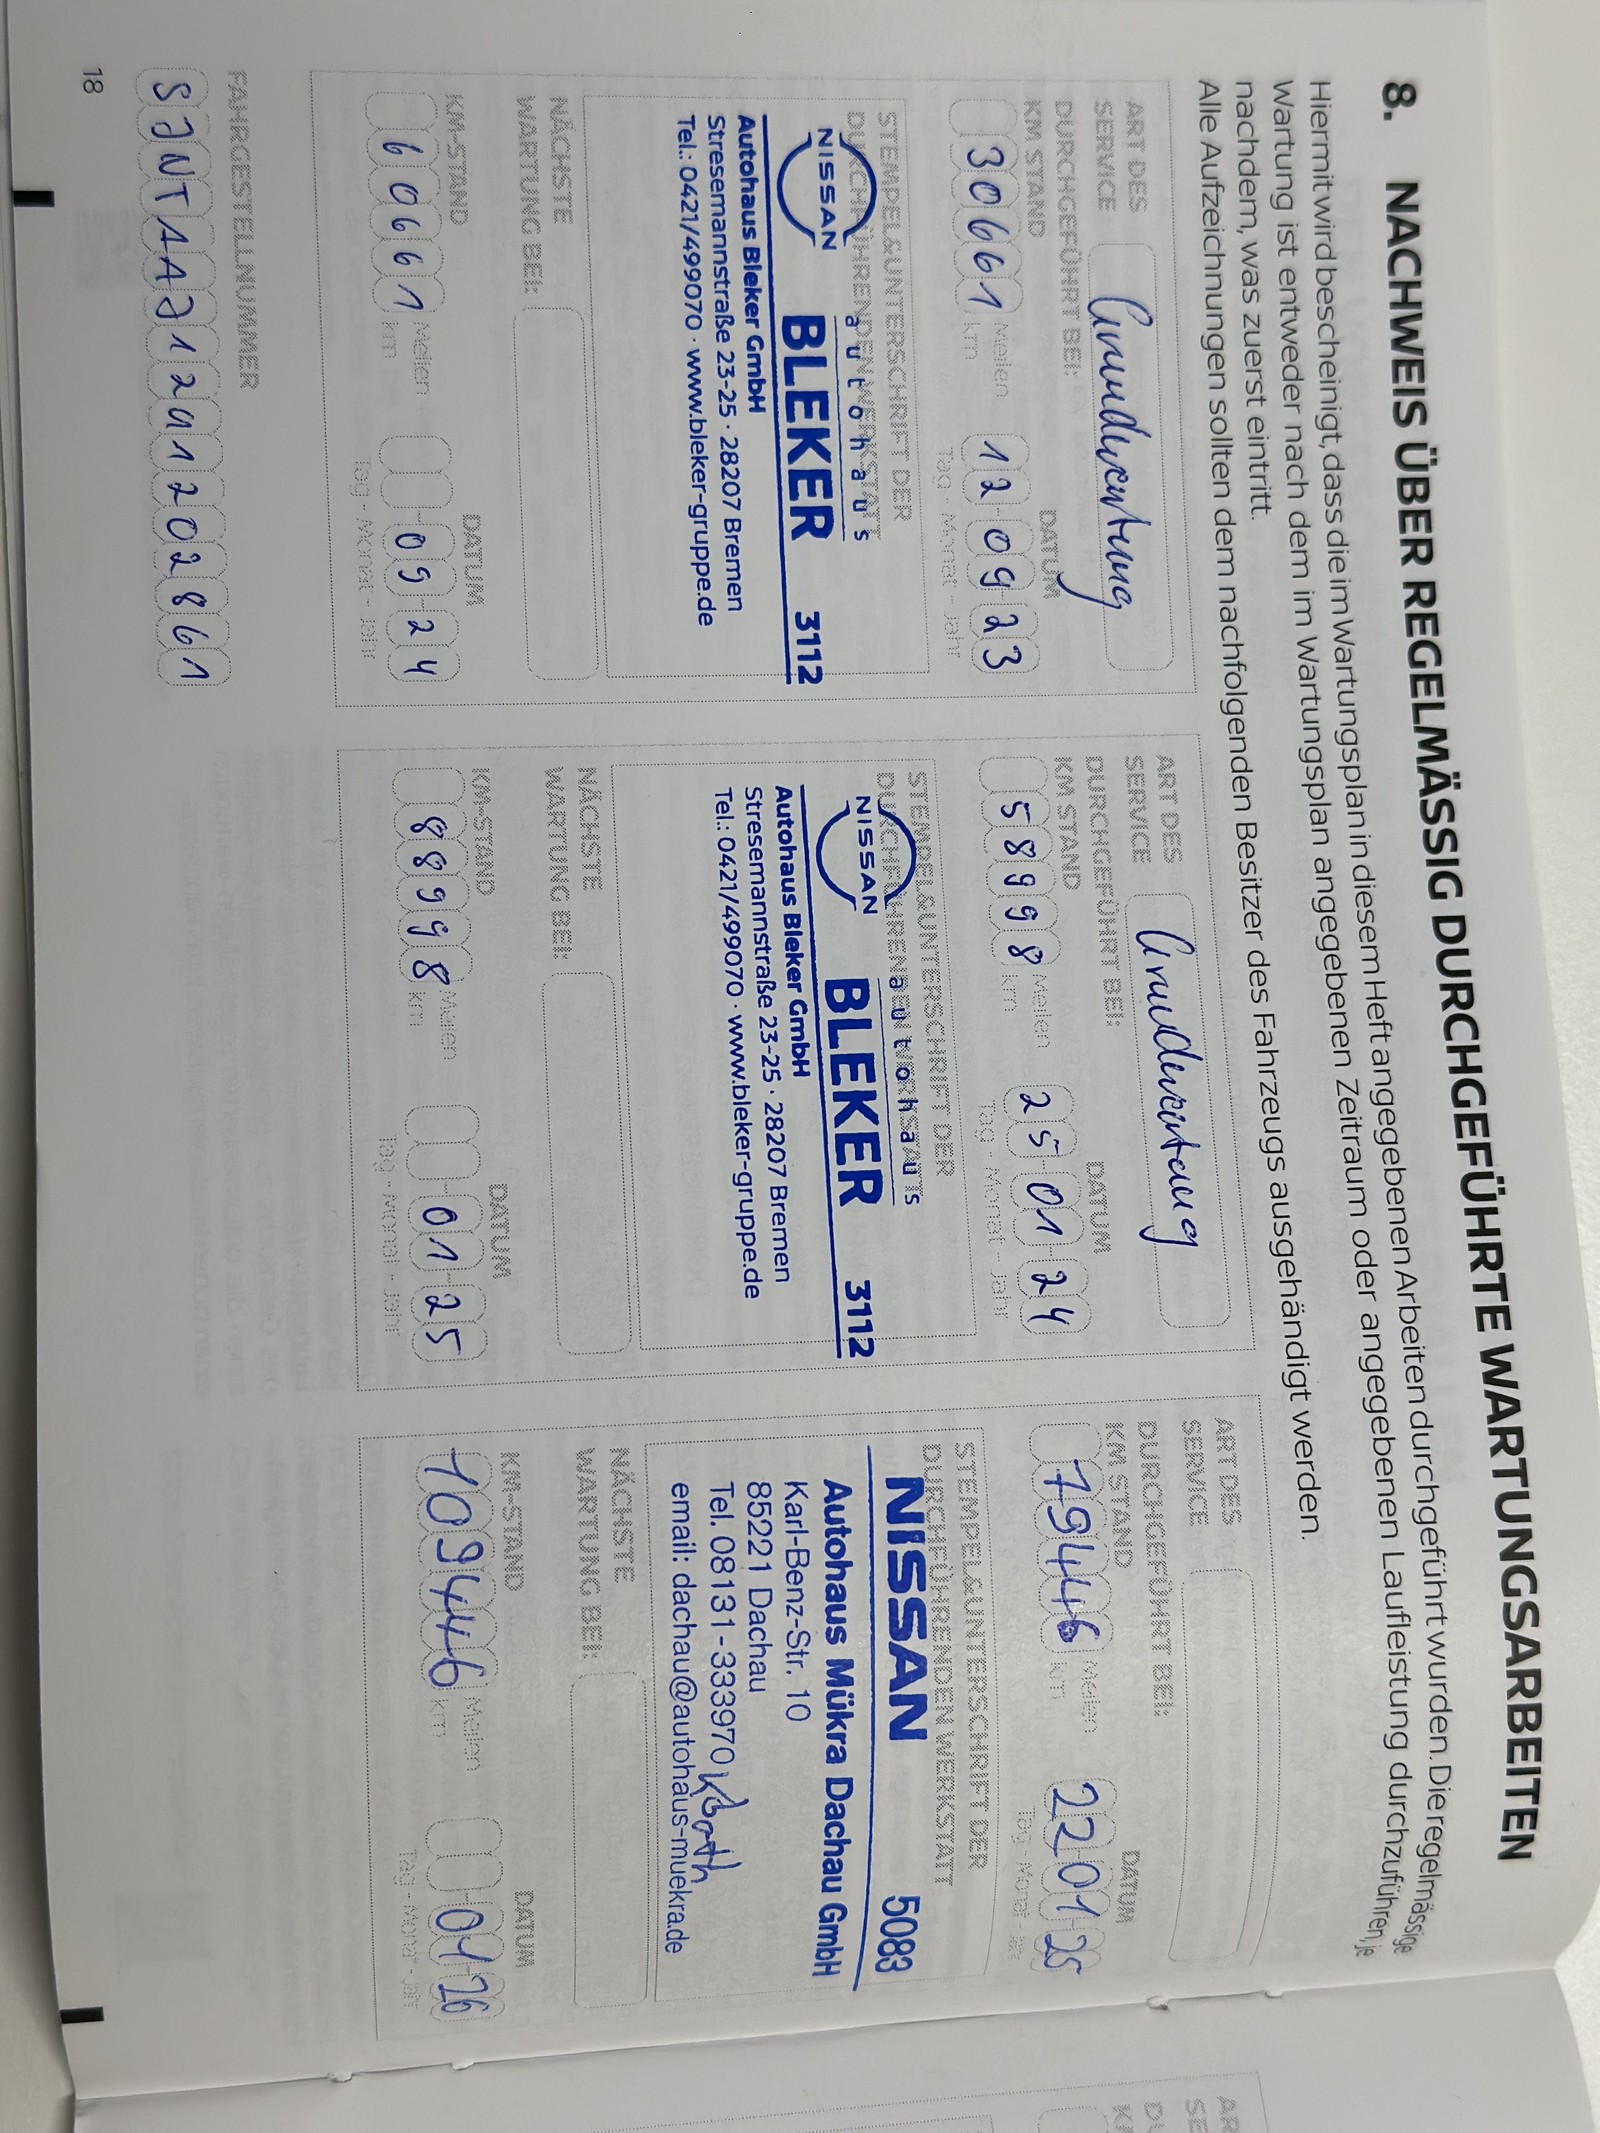 8. NACHWEIS ÜBER REGELMÄSSIG DURCHGEFÜHRTE WARTUNGSARBEITEN
Hiermit wird bescheinigt, dass die im Wartungsplan in diesem Heft angegebenen Arbeiten durchgeführt wurden. Die regelmässige
Wartung ist entweder nach dem im Wartungsplan angegebenen Zeitraum oder angegebenen Laufleistung durchzuführen, je
nachdem, was zuerst eintritt.
Alle Aufzeichnungen sollten dem nachfolgenden Besitzer des Fahrzeugs ausgehändigt werden.
ART DES
SERVICE
Grundwartung
DURCHGEFÜHRT BEI:
KM STAND
DATUM
30661
Meilen
km
12 09 23
Tag - Monat - Jahr
STEMPEL&UNTERSCHRIFT DER
DURCHFÜHRENDEN WERKSTATT
NISSAN
autohaus
BLEKER 3112
Autohaus Bleker GmbH
Stresemannstraße 23-25 · 28207 Bremen
Tel.: 0421/499070 · www.bleker-gruppe.de
NÄCHSTE
WARTUNG BEI:
KM-STAND
DATUM
60661
Meilen
km
09 24
Tag - Monat - Jahr
ART DES
SERVICE
Grundwartung
DURCHGEFÜHRT BEI:
KM STAND
DATUM
58998
Meilen
km
25 01 24
Tag - Monat - Jahr
STEMPEL&UNTERSCHRIFT DER
DURCHFÜHRENDEN WERKSTATT
NISSAN
autohaus
BLEKER 3112
Autohaus Bleker GmbH
Stresemannstraße 23-25 · 28207 Bremen
Tel.: 0421/499070 · www.bleker-gruppe.de
NÄCHSTE
WARTUNG BEI:
KM-STAND
DATUM
88998
Meilen
km
01 25
Tag - Monat - Jahr
ART DES
SERVICE
DURCHGEFÜHRT BEI:
KM STAND
DATUM
79446
Meilen
km
22 01 25
Tag - Monat - Jahr
STEMPEL&UNTERSCHRIFT DER
DURCHFÜHRENDEN WERKSTATT
NISSAN 5083
Autohaus Mükra Dachau GmbH
Karl-Benz-Str. 10
85221 Dachau
Tel. 08131-333970
email: dachau@autohaus-muekra.de
NÄCHSTE
WARTUNG BEI:
KM-STAND
DATUM
109446
Meilen
km
01 26
Tag - Monat - Jahr
FAHRGESTELLNUMMER
SJNTAAJ12U1202861
18